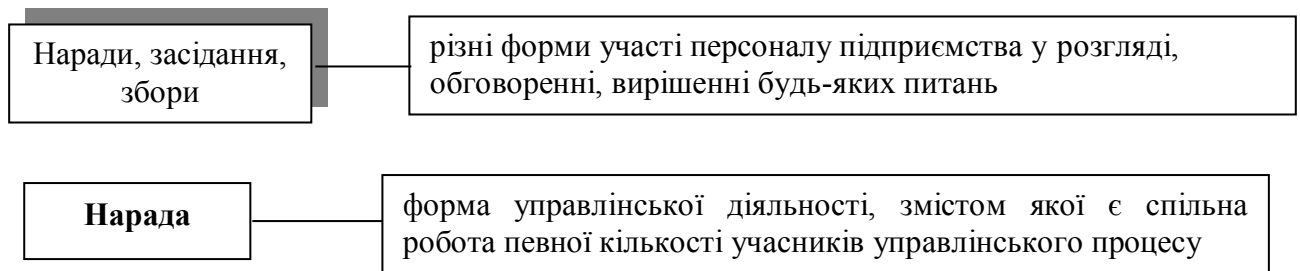 Наради, засідання,
збори
різні форми участі персоналу підприємства у розгляді,
обговоренні, вирішенні будь-яких питань
Нарада
форма управлінської діяльності, змістом якої є спільна
робота певної кількості учасників управлінського процесу